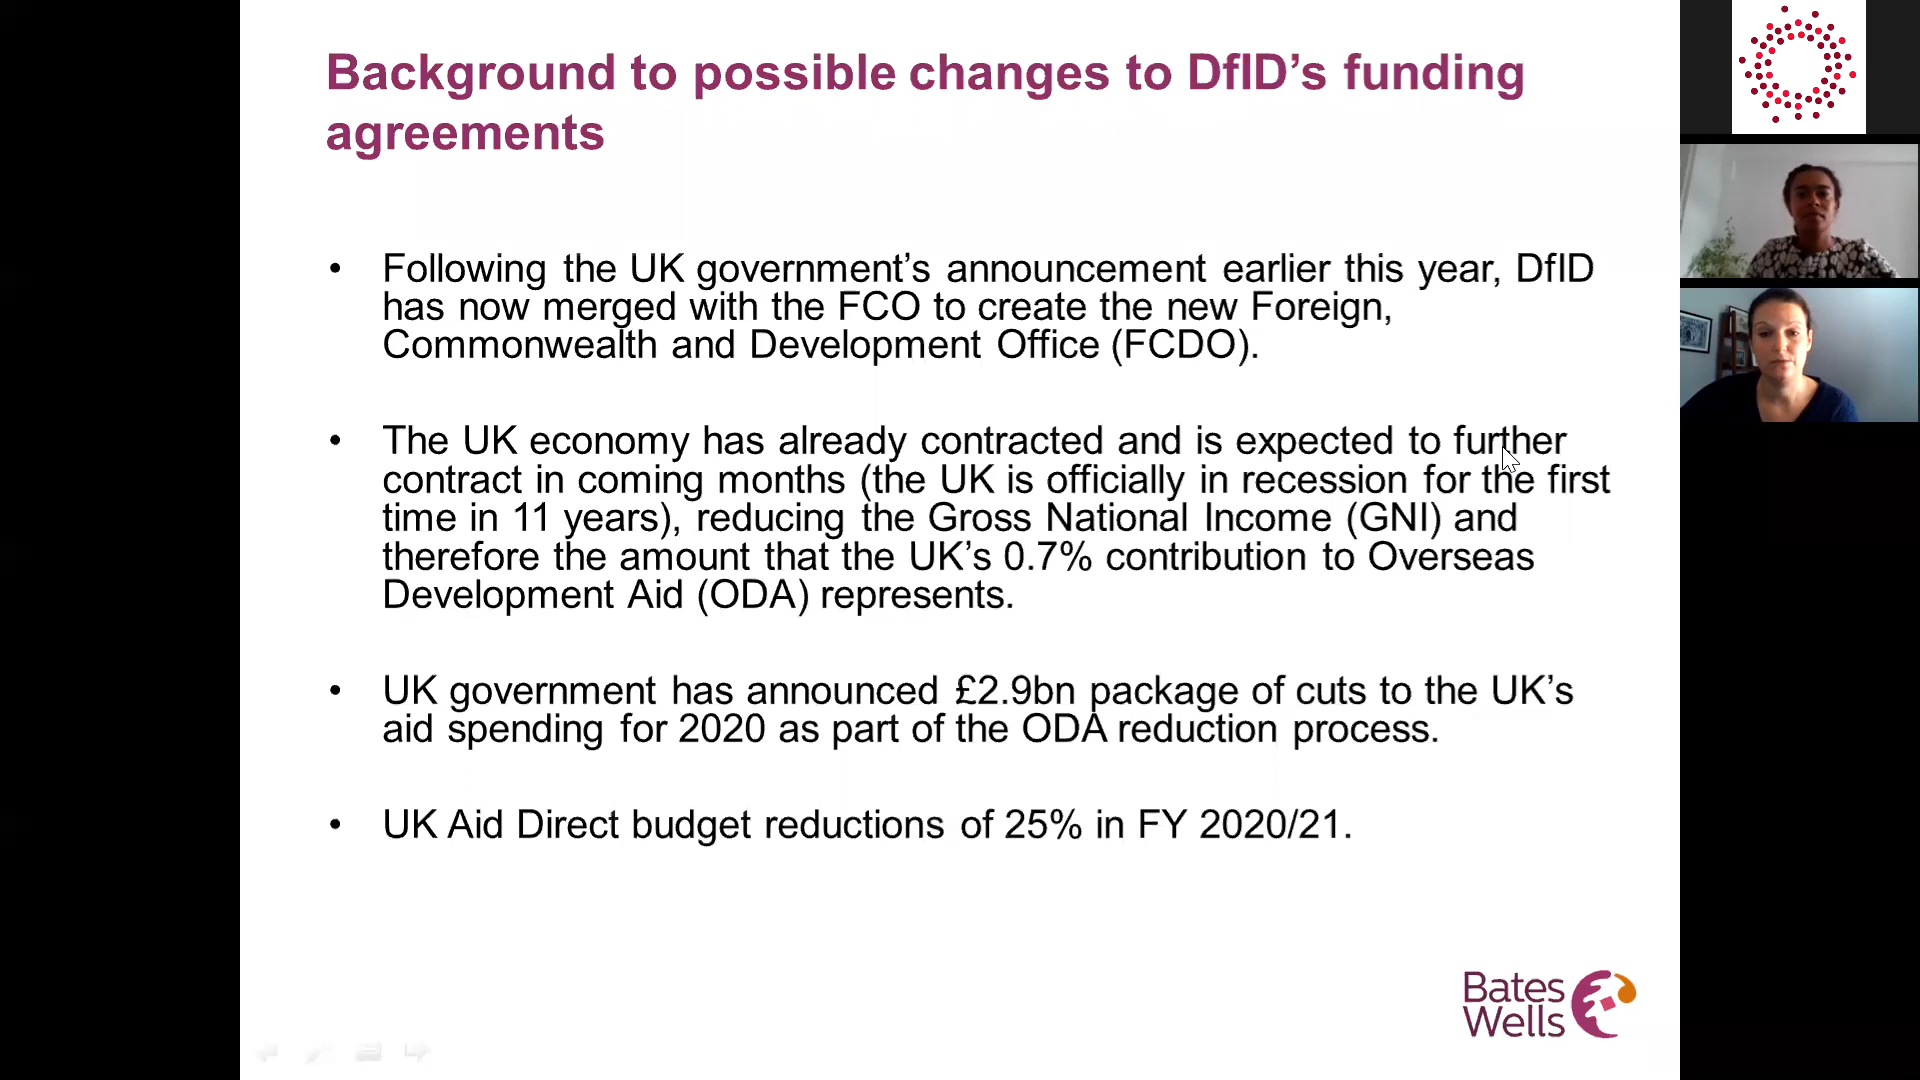 Background to possible changes to DfID’s funding
agreements
• Following the UK government’s announcement earlier this year, DfID
has now merged with the FCO to create the new Foreign,
Commonwealth and Development Office (FCDO).
• The UK economy has already contracted and is expected to further
contract in coming months (the UK is officially in recession for the first
time in 11 years), reducing the Gross National Income (GNI) and
therefore the amount that the UK’s 0.7% contribution to Overseas
Development Aid (ODA) represents.
• UK government has announced £2.9bn package of cuts to the UK’s
aid spending for 2020 as part of the ODA reduction process.
• UK Aid Direct budget reductions of 25% in FY 2020/21.
Bates
Wells